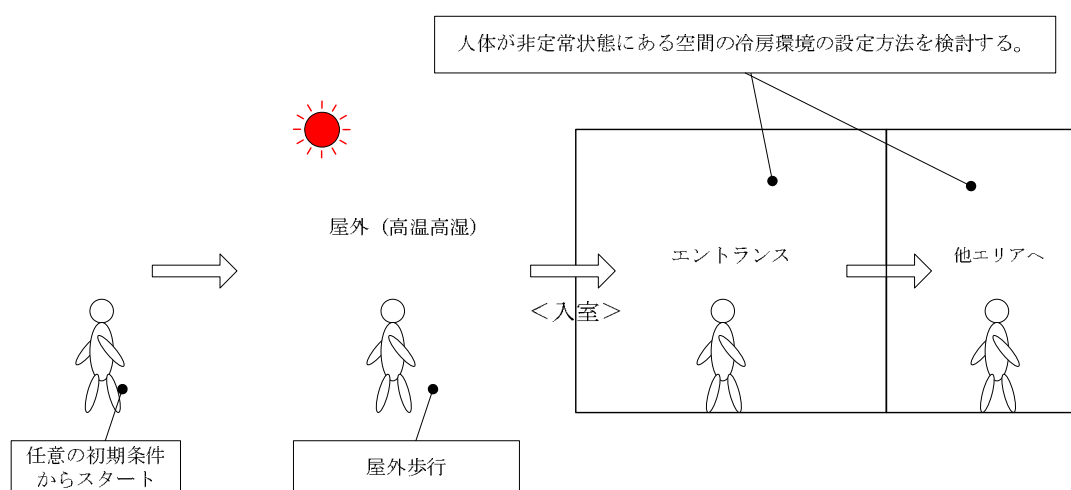 人体が非定常状態にある空間の冷房環境の設定方法を検討する。
屋外（高温高湿）
エントランス
他エリアへ
＜入室＞
任意の初期条件
からスタート
屋外歩行